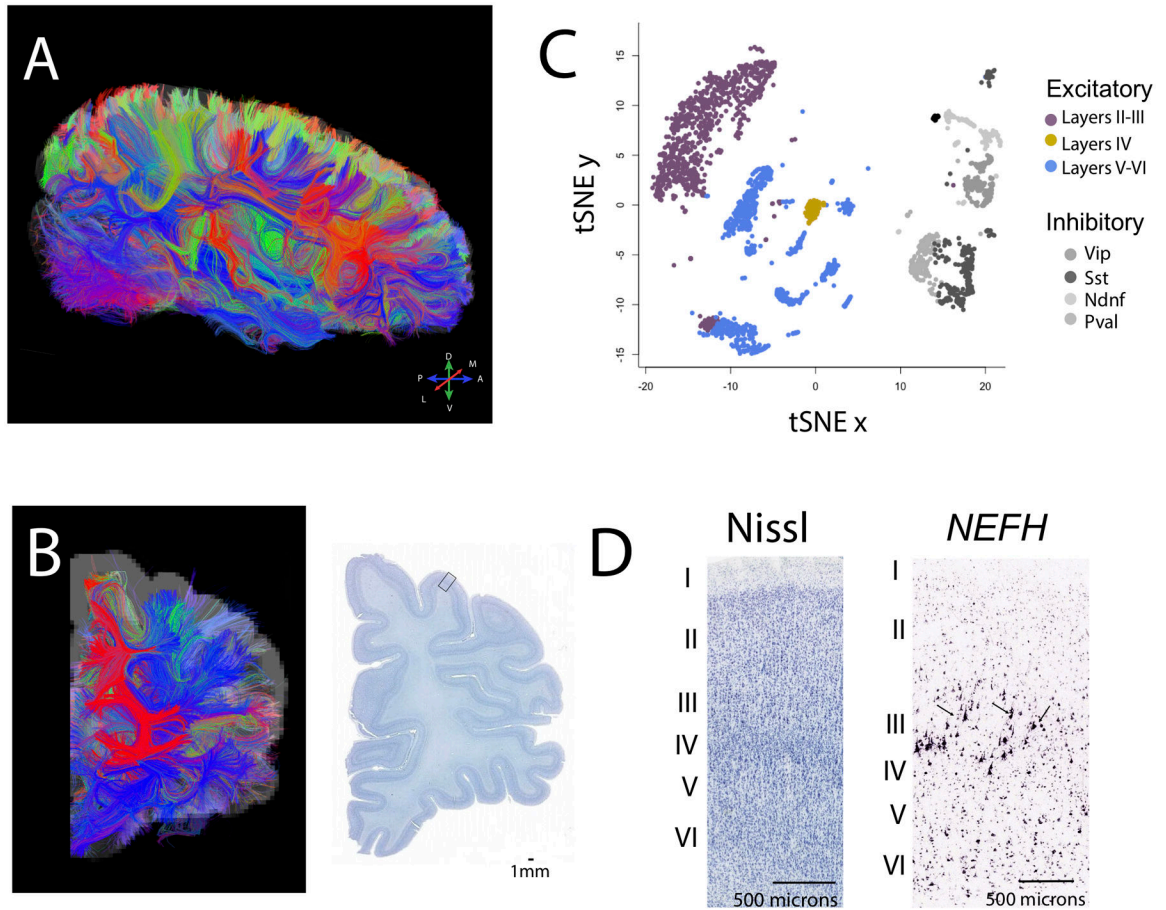 A
D
M
P
A
L
V
C
tSNE y
15
10
5
0
-5
-10
-15
-20
-10
0
10
20
tSNE x
Excitatory
Layers II-III
Layers IV
Layers V-VI
Inhibitory
Vip
Sst
Ndnf
Pval
B
1mm
D
Nissl
I
II
III
IV
V
VI
500 microns
NEFH
I
II
III
IV
V
VI
500 microns